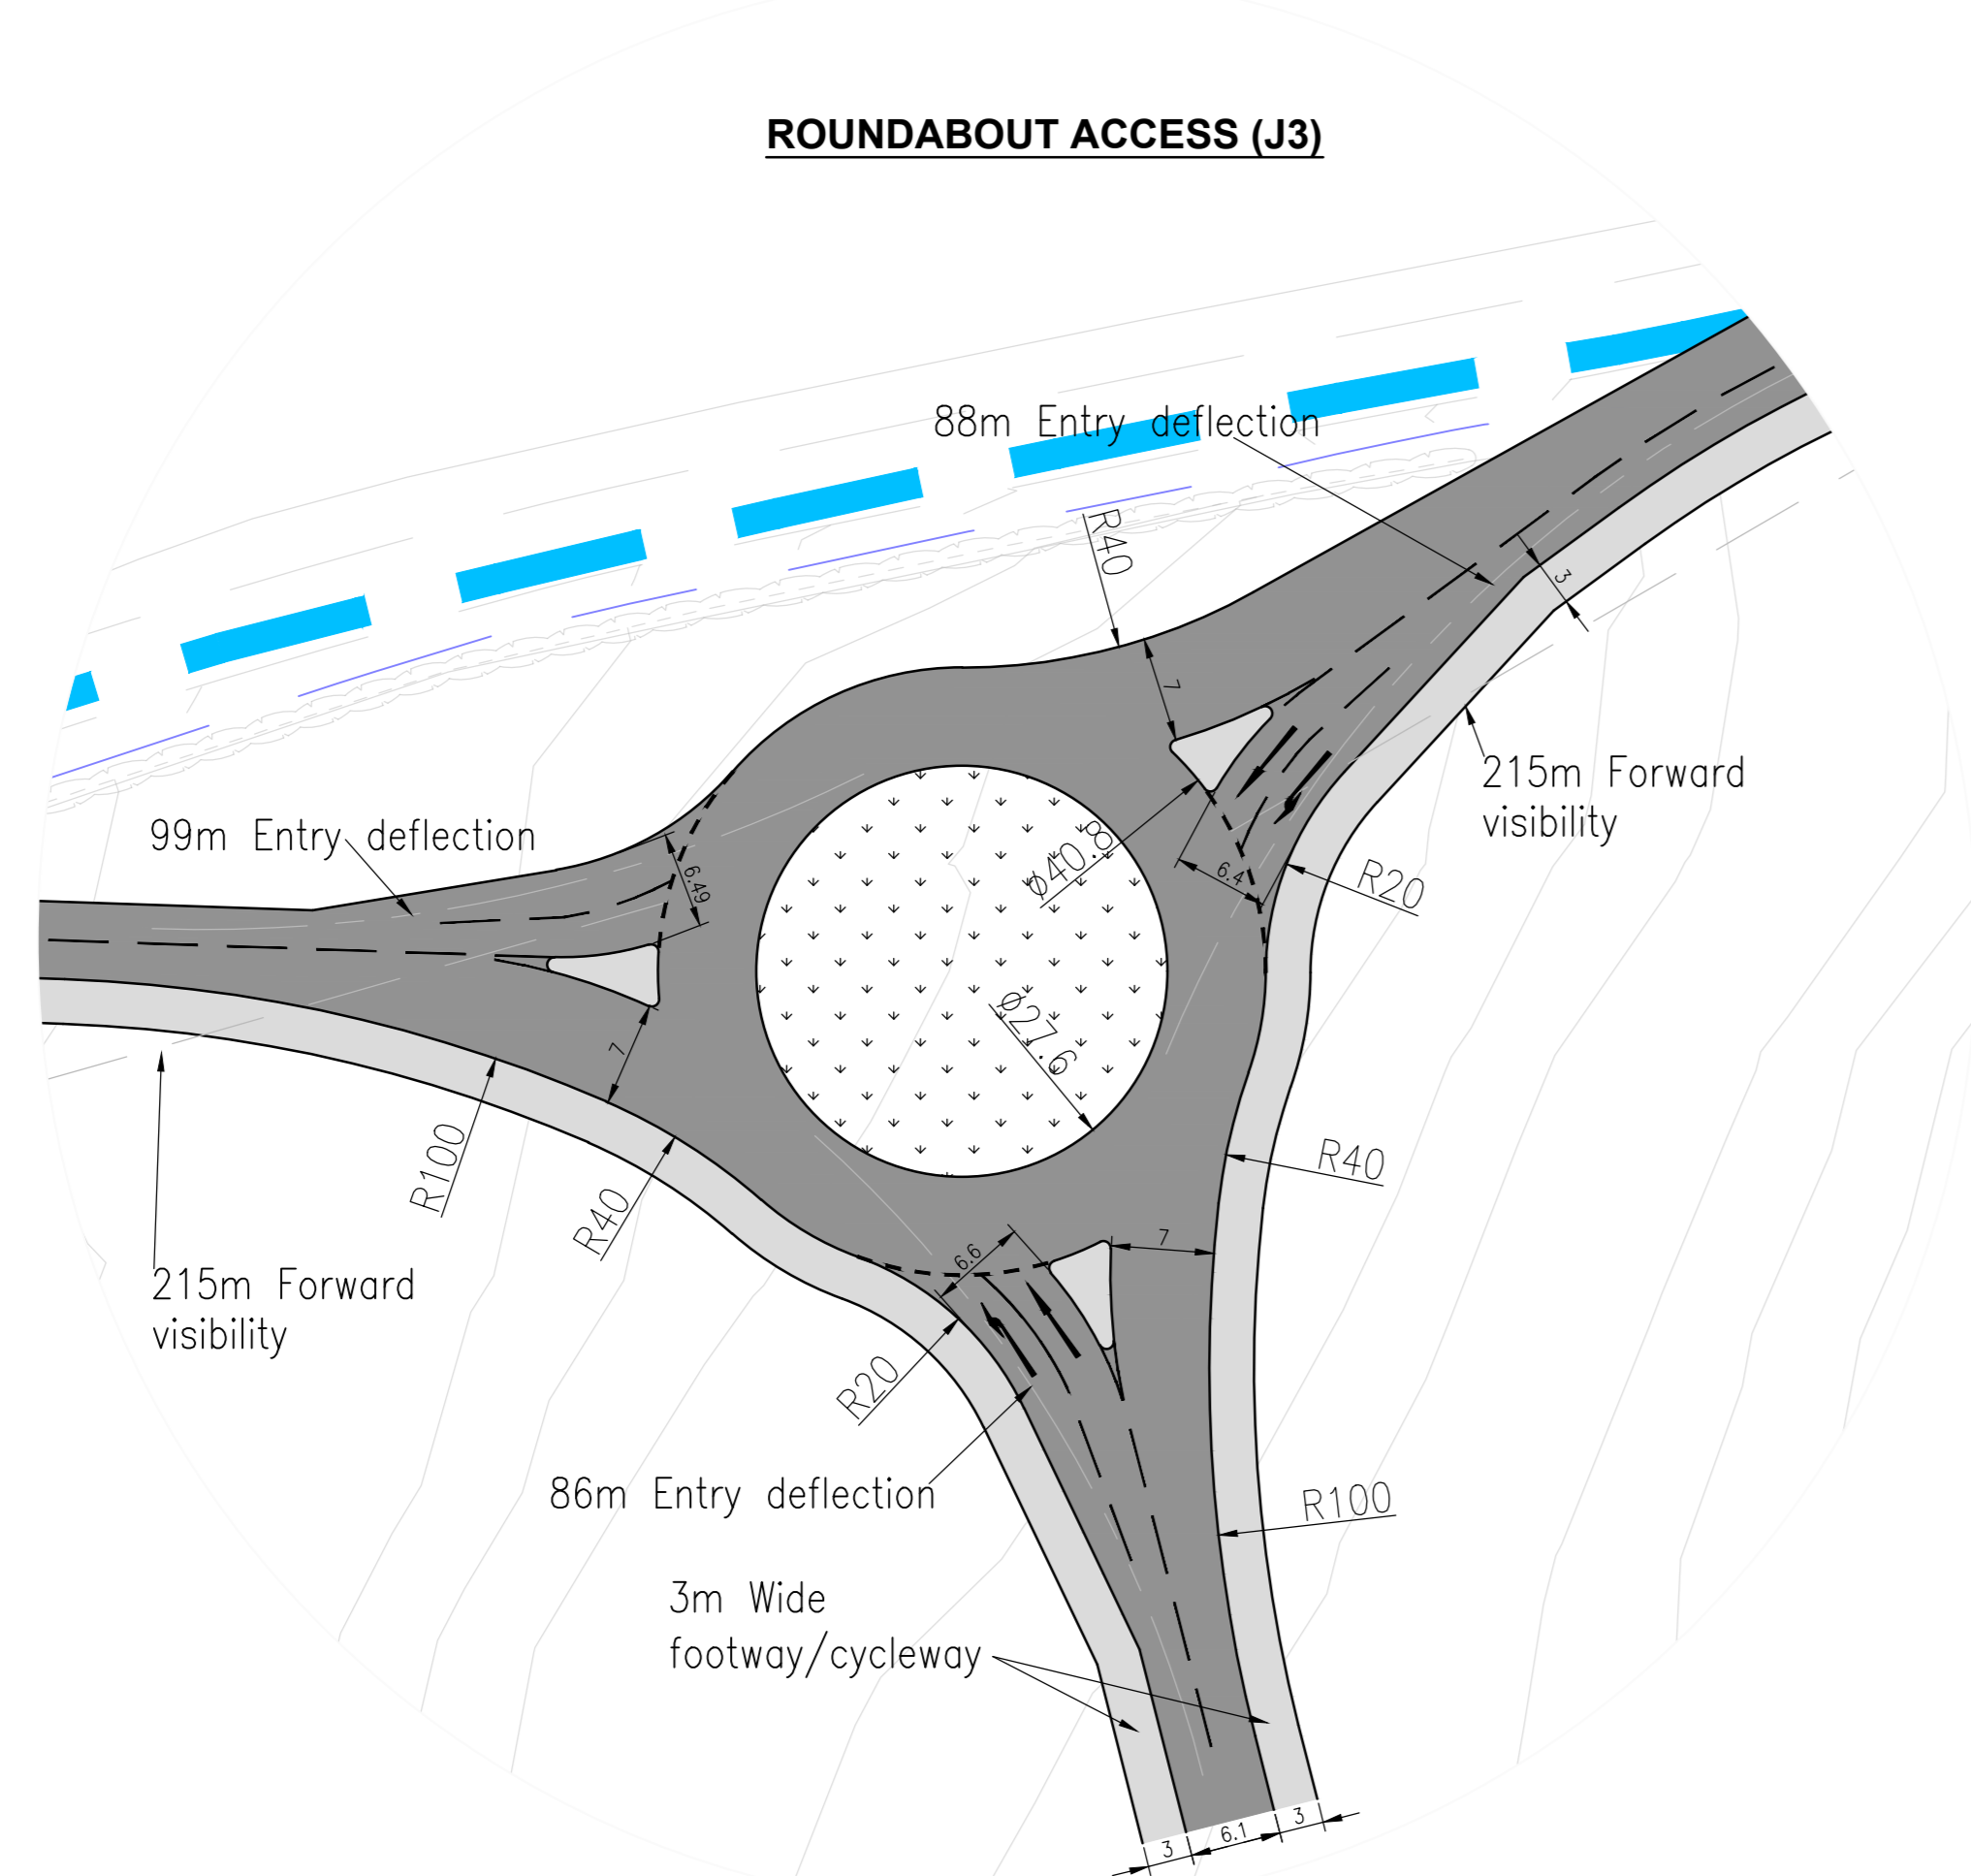 ROUNDABOUT ACCESS (J3)
88m Entry deflection
R40
3
7
215m Forward
visibility
99m Entry deflection
6.49
Ø40.8
6.4
R20
Ø27.6
7
R100
R40
R40
6.6
7
215m Forward
visibility
R20
86m Entry deflection
R100
3m Wide
footway/cycleway
3
6.1
3